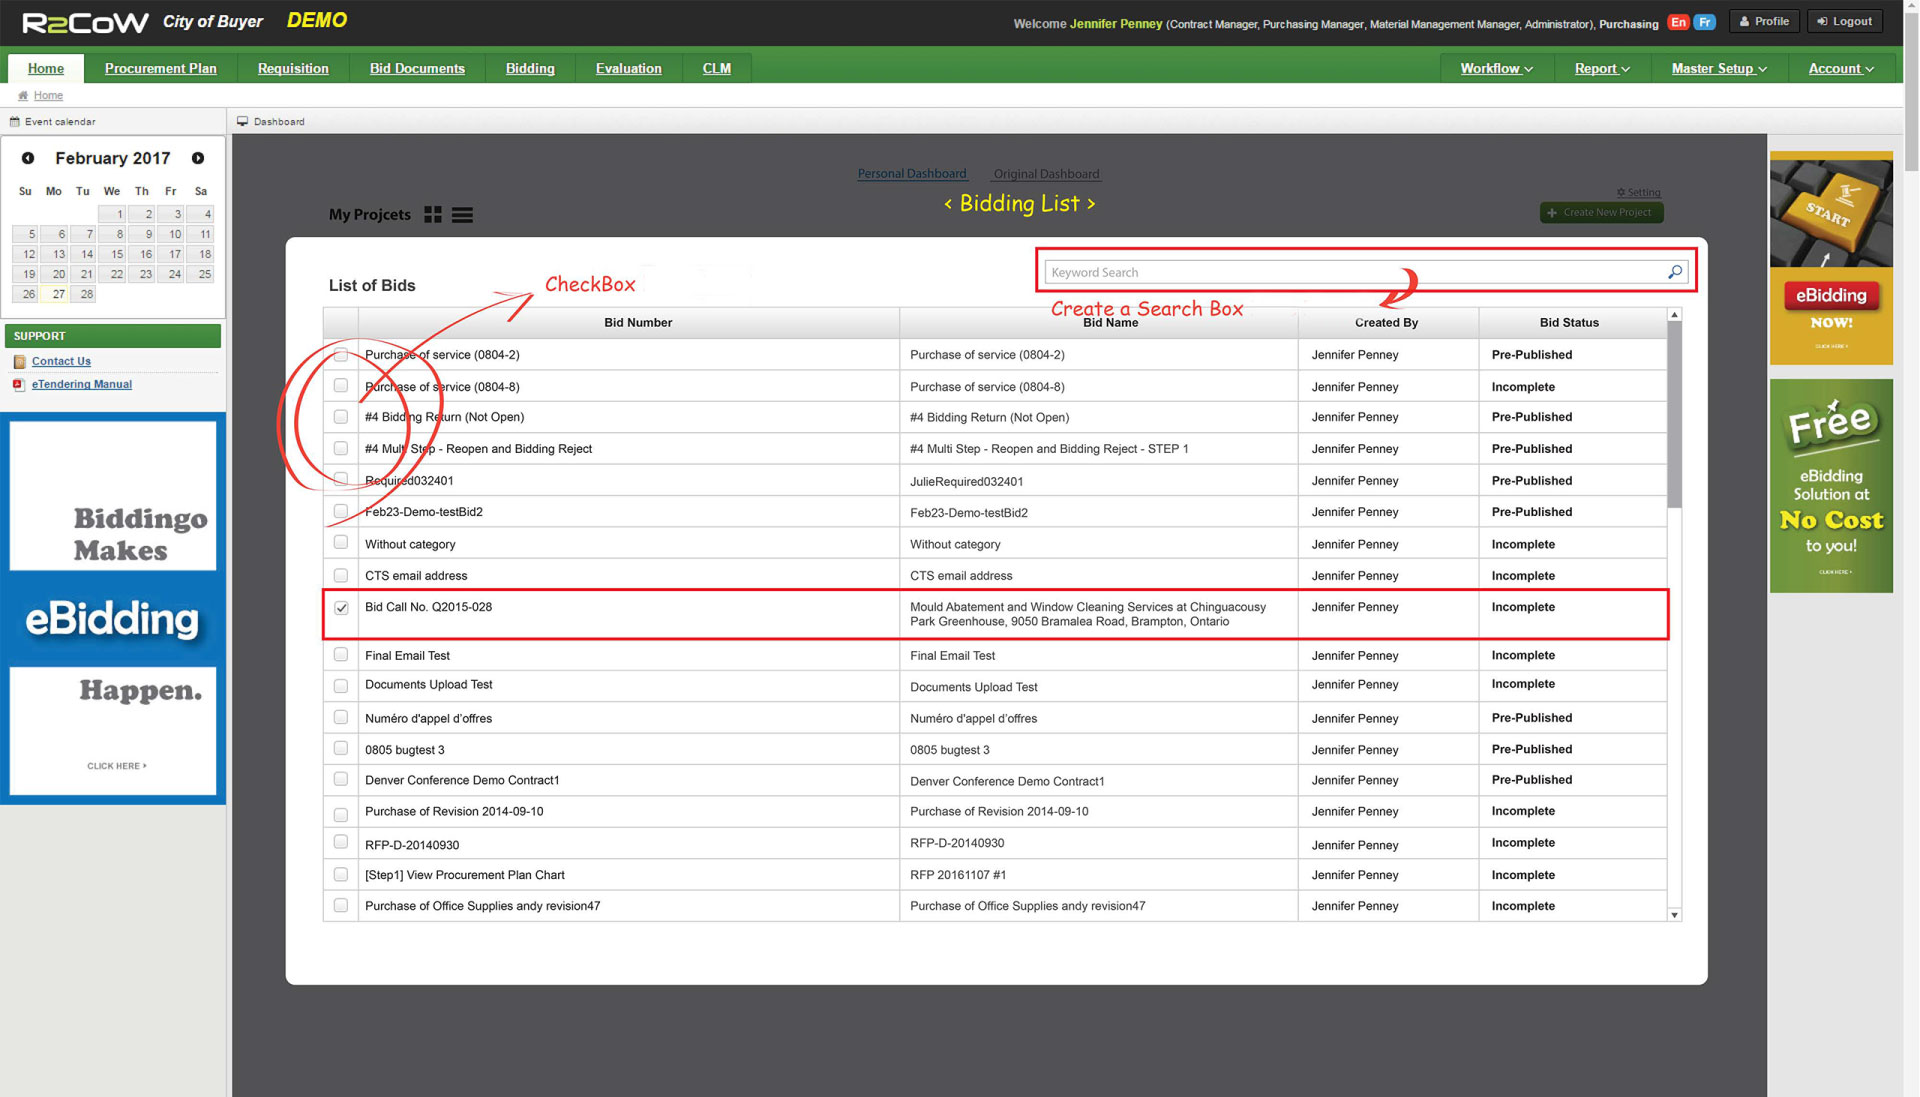 R2CoW City of Buyer DEMO
Welcome Jennifer Penney (Contract Manager, Purchasing Manager, Material Management Manager, Administrator), Purchasing En Fr Profile Logout
Home Procurement Plan Requisition Bid Documents Bidding Evaluation CLM Workflow Report Master Setup Account
Home
Event calendar
Dashboard
February 2017
Su Mo Tu We Th Fr Sa
1 2 3 4
5 6 7 8 9 10 11
12 13 14 15 16 17 18
19 20 21 22 23 24 25
26 27 28
SUPPORT
Contact Us
eTendering Manual
Biddingo
Makes
eBidding
Happen.
CLICK HERE
Personal Dashboard Original Dashboard
< Bidding List >
Setting
My Projcets
+ Create New Project
List of Bids
CheckBox
Keyword Search
Create a Search Box
Bid Number Bid Name Created By Bid Status
Purchase of service (0804-2) Purchase of service (0804-2) Jennifer Penney Pre-Published
Purchase of service (0804-8) Purchase of service (0804-8) Jennifer Penney Incomplete
#4 Bidding Return (Not Open) #4 Bidding Return (Not Open) Jennifer Penney Pre-Published
#4 Multi Step - Reopen and Bidding Reject #4 Multi Step - Reopen and Bidding Reject - STEP 1 Jennifer Penney Pre-Published
Required032401 JulieRequired032401 Jennifer Penney Pre-Published
Feb23-Demo-testBid2 Feb23-Demo-testBid2 Jennifer Penney Pre-Published
Without category Without category Jennifer Penney Incomplete
CTS email address CTS email address Jennifer Penney Incomplete
Bid Call No. Q2015-028 Mould Abatement and Window Cleaning Services at Chinguacousy Jennifer Penney Incomplete
Park Greenhouse, 9050 Bramalea Road, Brampton, Ontario
Final Email Test Final Email Test Jennifer Penney Incomplete
Documents Upload Test Documents Upload Test Jennifer Penney Incomplete
Numéro d'appel d’offres Numéro d'appel d’offres Jennifer Penney Pre-Published
0805 bugtest 3 0805 bugtest 3 Jennifer Penney Pre-Published
Denver Conference Demo Contract1 Denver Conference Demo Contract1 Jennifer Penney Pre-Published
Purchase of Revision 2014-09-10 Purchase of Revision 2014-09-10 Jennifer Penney Incomplete
RFP-D-20140930 RFP-D-20140930 Jennifer Penney Incomplete
[Step1] View Procurement Plan Chart RFP 20161107 #1 Jennifer Penney Incomplete
Purchase of Office Supplies andy revision47 Purchase of Office Supplies andy revision47 Jennifer Penney Incomplete
START
eBidding
NOW!
CLICK HERE
Free
eBidding
Solution at
No Cost
to you!
CLICK HERE